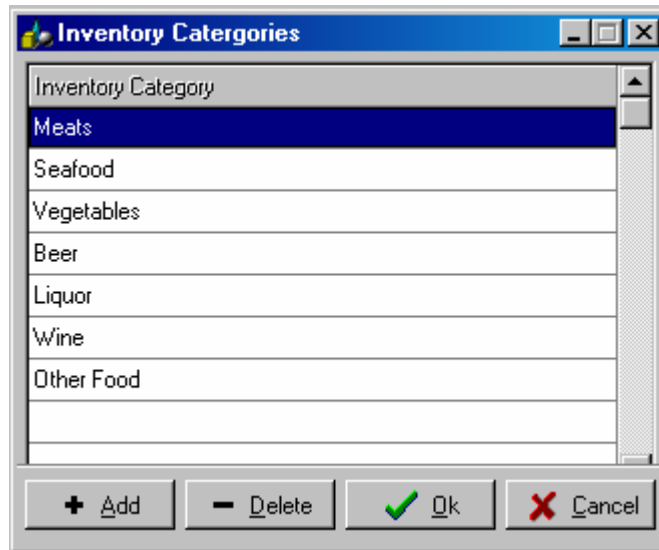 Inventory Catergories
Inventory Category
Meats
Seafood
Vegetables
Beer
Liquor
Wine
Other Food
Add Delete Ok Cancel